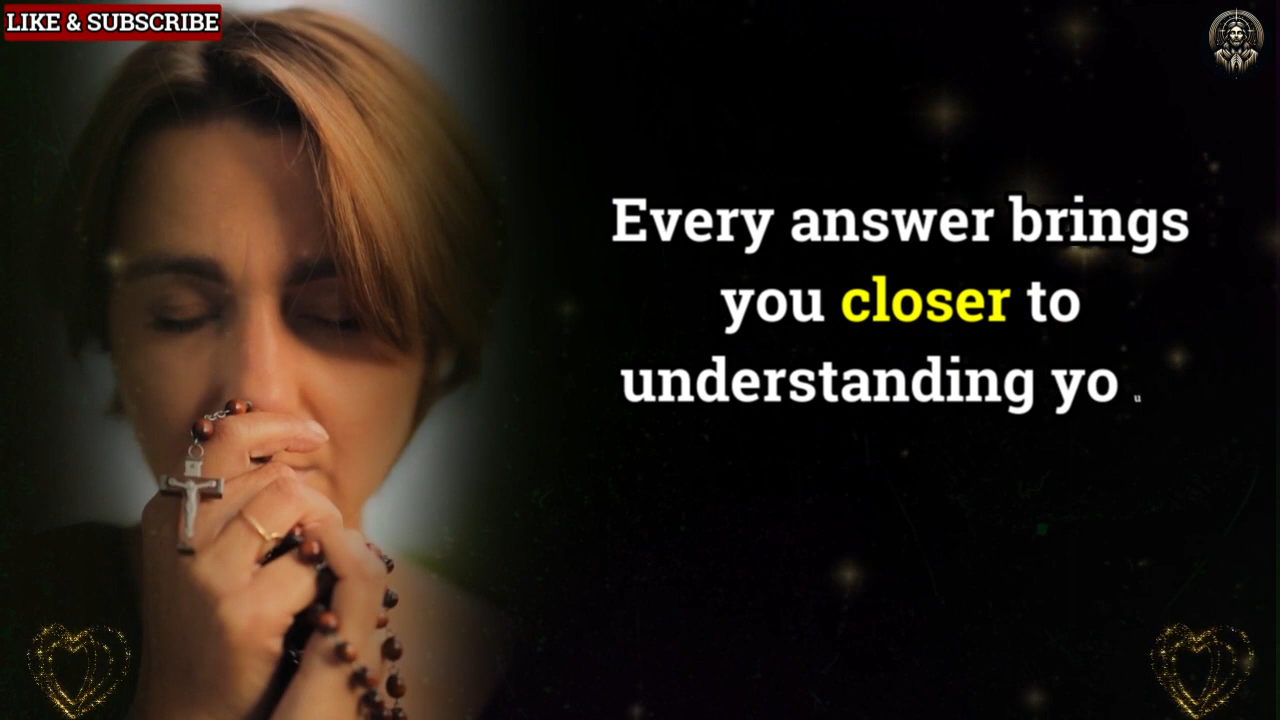 LIKE & SUBSCRIBE
Every answer brings
you closer to
understanding yo u